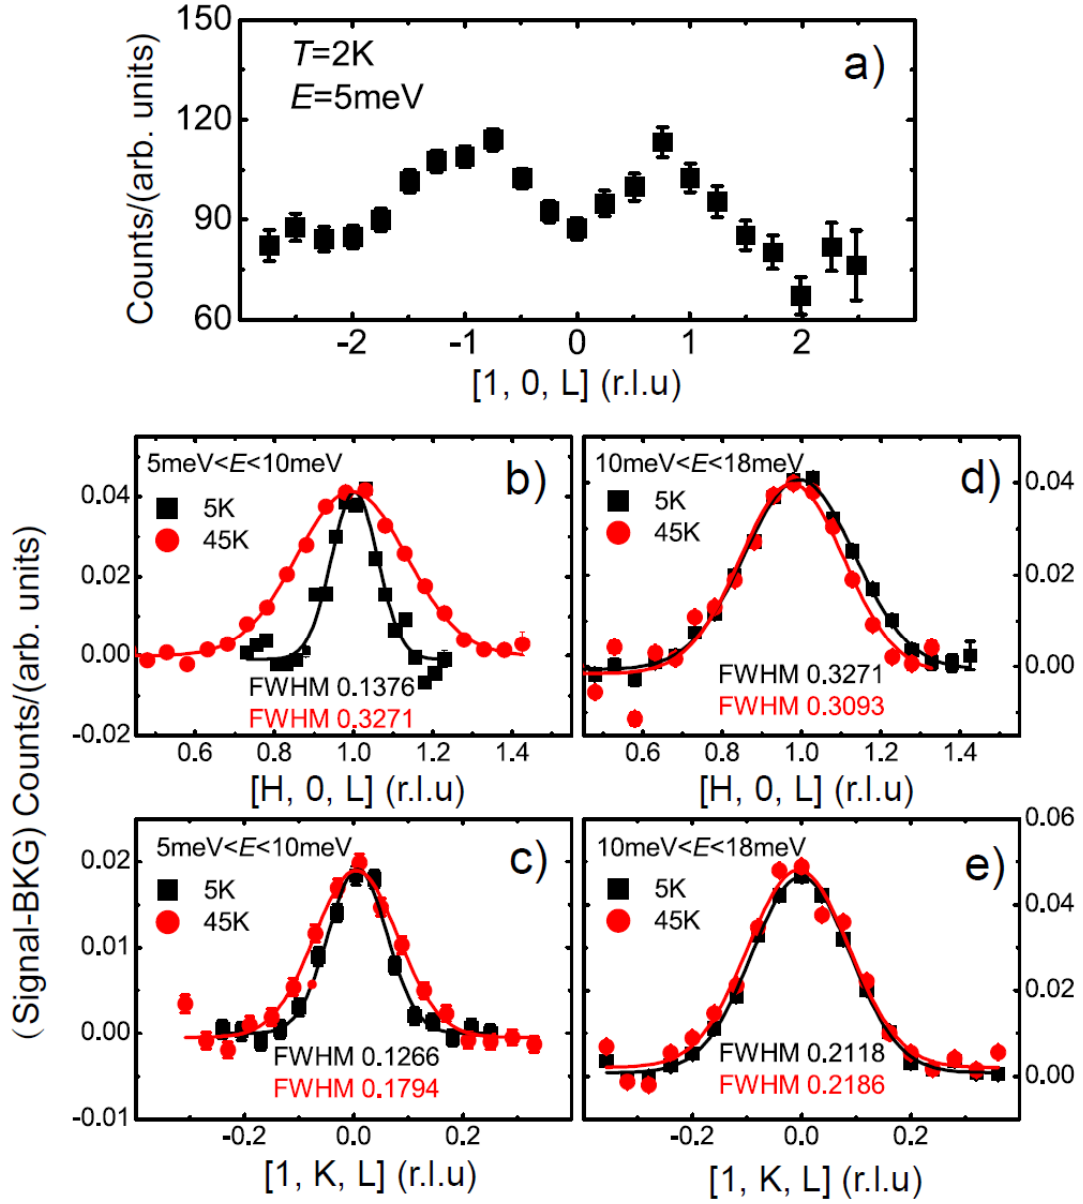 150
120
90
60
Counts/(arb. units)
T=2K
E=5meV
a)
-2
-1
0
1
2
[1, 0, L] (r.l.u)
(Signal-BKG) Counts/(arb. units)
0.04
0.02
0.00
-0.02
5meV<E<10meV
5K
45K
b)
FWHM 0.1376
FWHM 0.3271
0.6
0.8
1.0
1.2
1.4
[H, 0, L] (r.l.u)
10meV<E<18meV
5K
45K
d)
FWHM 0.3271
FWHM 0.3093
0.04
0.02
0.00
0.6
0.8
1.0
1.2
1.4
[H, 0, L] (r.l.u)
0.02
0.01
0.00
-0.01
5meV<E<10meV
5K
45K
c)
FWHM 0.1266
FWHM 0.1794
-0.2
0.0
0.2
[1, K, L] (r.l.u)
10meV<E<18meV
5K
45K
e)
FWHM 0.2118
FWHM 0.2186
0.06
0.04
0.02
0.00
-0.2
0.0
0.2
[1, K, L] (r.l.u)